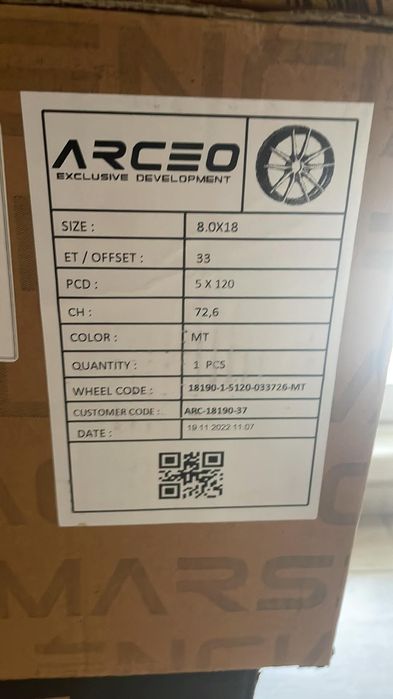 ARCEO
EXCLUSIVE DEVELOPMENT
SIZE : 8.0X18
ET / OFFSET : 33
PCD : 5 X 120
CH : 72,6
COLOR : MT
QUANTITY : 1 PCS
WHEEL CODE : 18190-1-5120-033726-MT
CUSTOMER CODE : ARC-18190-37
DATE : 19.11.2022 11:07
MARS